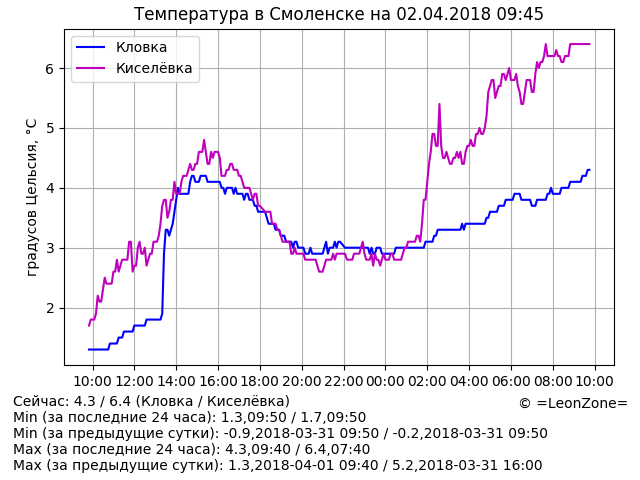 Температура в Смоленске на 02.04.2018 09:45
Кловка
Киселёвка
градусов Цельсия, °C
6
5
4
3
2
10:00 12:00 14:00 16:00 18:00 20:00 22:00 00:00 02:00 04:00 06:00 08:00 10:00
Сейчас: 4.3 / 6.4 (Кловка / Киселёвка)
© =LeonZone=
Min (за последние 24 часа): 1.3,09:50 / 1.7,09:50
Min (за предыдущие сутки): -0.9,2018-03-31 09:50 / -0.2,2018-03-31 09:50
Max (за последние 24 часа): 4.3,09:40 / 6.4,07:40
Max (за предыдущие сутки): 1.3,2018-04-01 09:40 / 5.2,2018-03-31 16:00